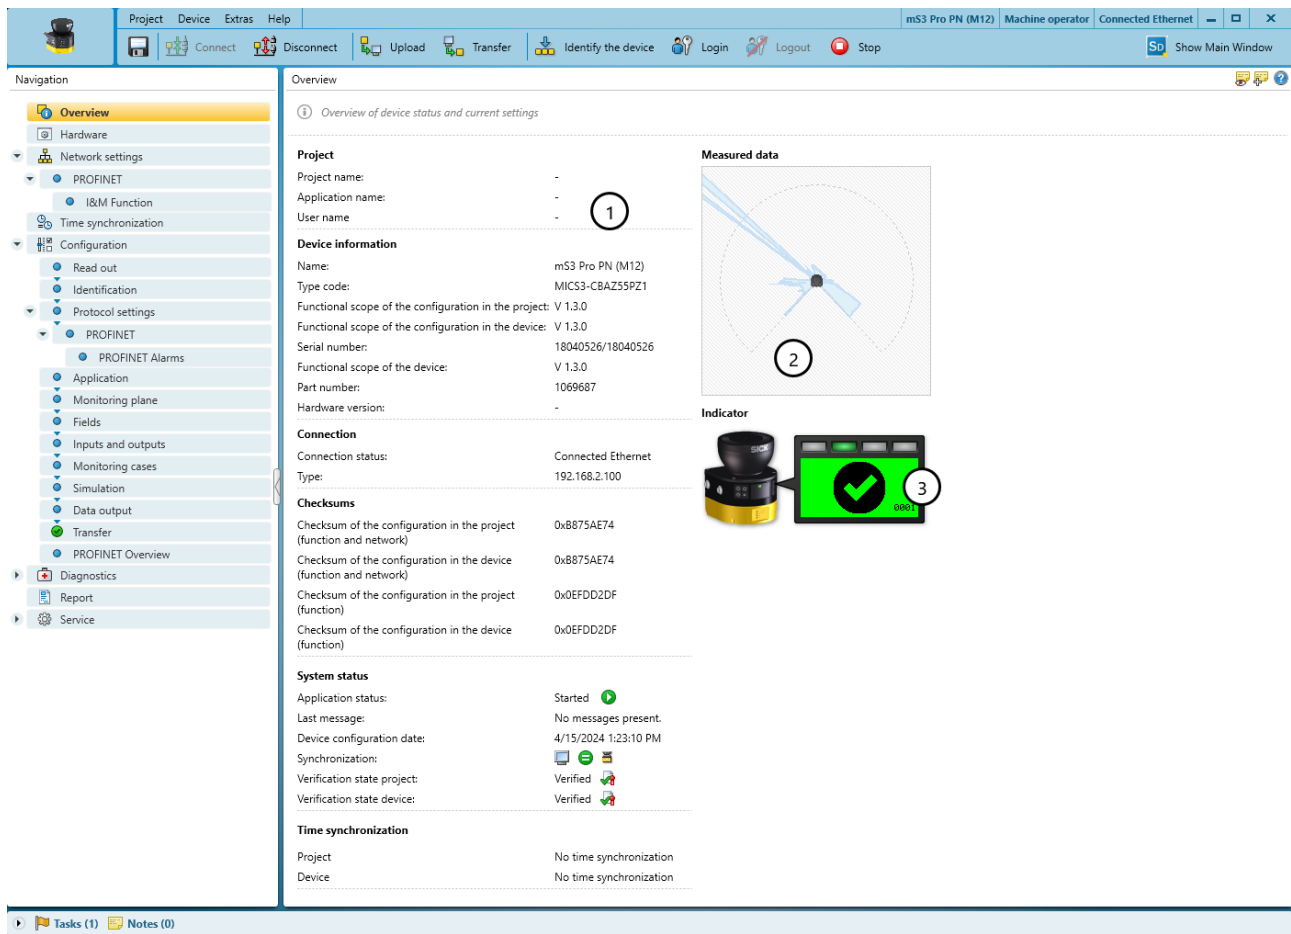 Project Device Extras Help
mS3 Pro PN (M12) Machine operator Connected Ethernet
Connect Disconnect Upload Transfer Identify the device Login Logout Stop
SD Show Main Window
Navigation
Overview
Hardware
Network settings
PROFINET
I&M Function
Time synchronization
Configuration
Read out
Identification
Protocol settings
PROFINET
PROFINET Alarms
Application
Monitoring plane
Fields
Inputs and outputs
Monitoring cases
Simulation
Data output
Transfer
PROFINET Overview
Diagnostics
Report
Service
Overview
Overview of device status and current settings
Project
Project name: -
Application name: -
User name -
1
Device information
Name: mS3 Pro PN (M12)
Type code: MICS3-CBAZ55PZ1
Functional scope of the configuration in the project: V 1.3.0
Functional scope of the configuration in the device: V 1.3.0
Serial number: 18040526/18040526
Functional scope of the device: V 1.3.0
Part number: 1069687
Hardware version: -
Connection
Connection status: Connected Ethernet
Type: 192.168.2.100
Checksums
Checksum of the configuration in the project 0xB875AE74
(function and network)
Checksum of the configuration in the device 0xB875AE74
(function and network)
Checksum of the configuration in the project 0x0EFDD2DF
(function)
Checksum of the configuration in the device 0x0EFDD2DF
(function)
System status
Application status: Started
Last message: No messages present.
Device configuration date: 4/15/2024 1:23:10 PM
Synchronization:
Verification state project: Verified
Verification state device: Verified
Time synchronization
Project No time synchronization
Device No time synchronization
Measured data
2
Indicator
SICK
3
0001
Tasks (1) Notes (0)